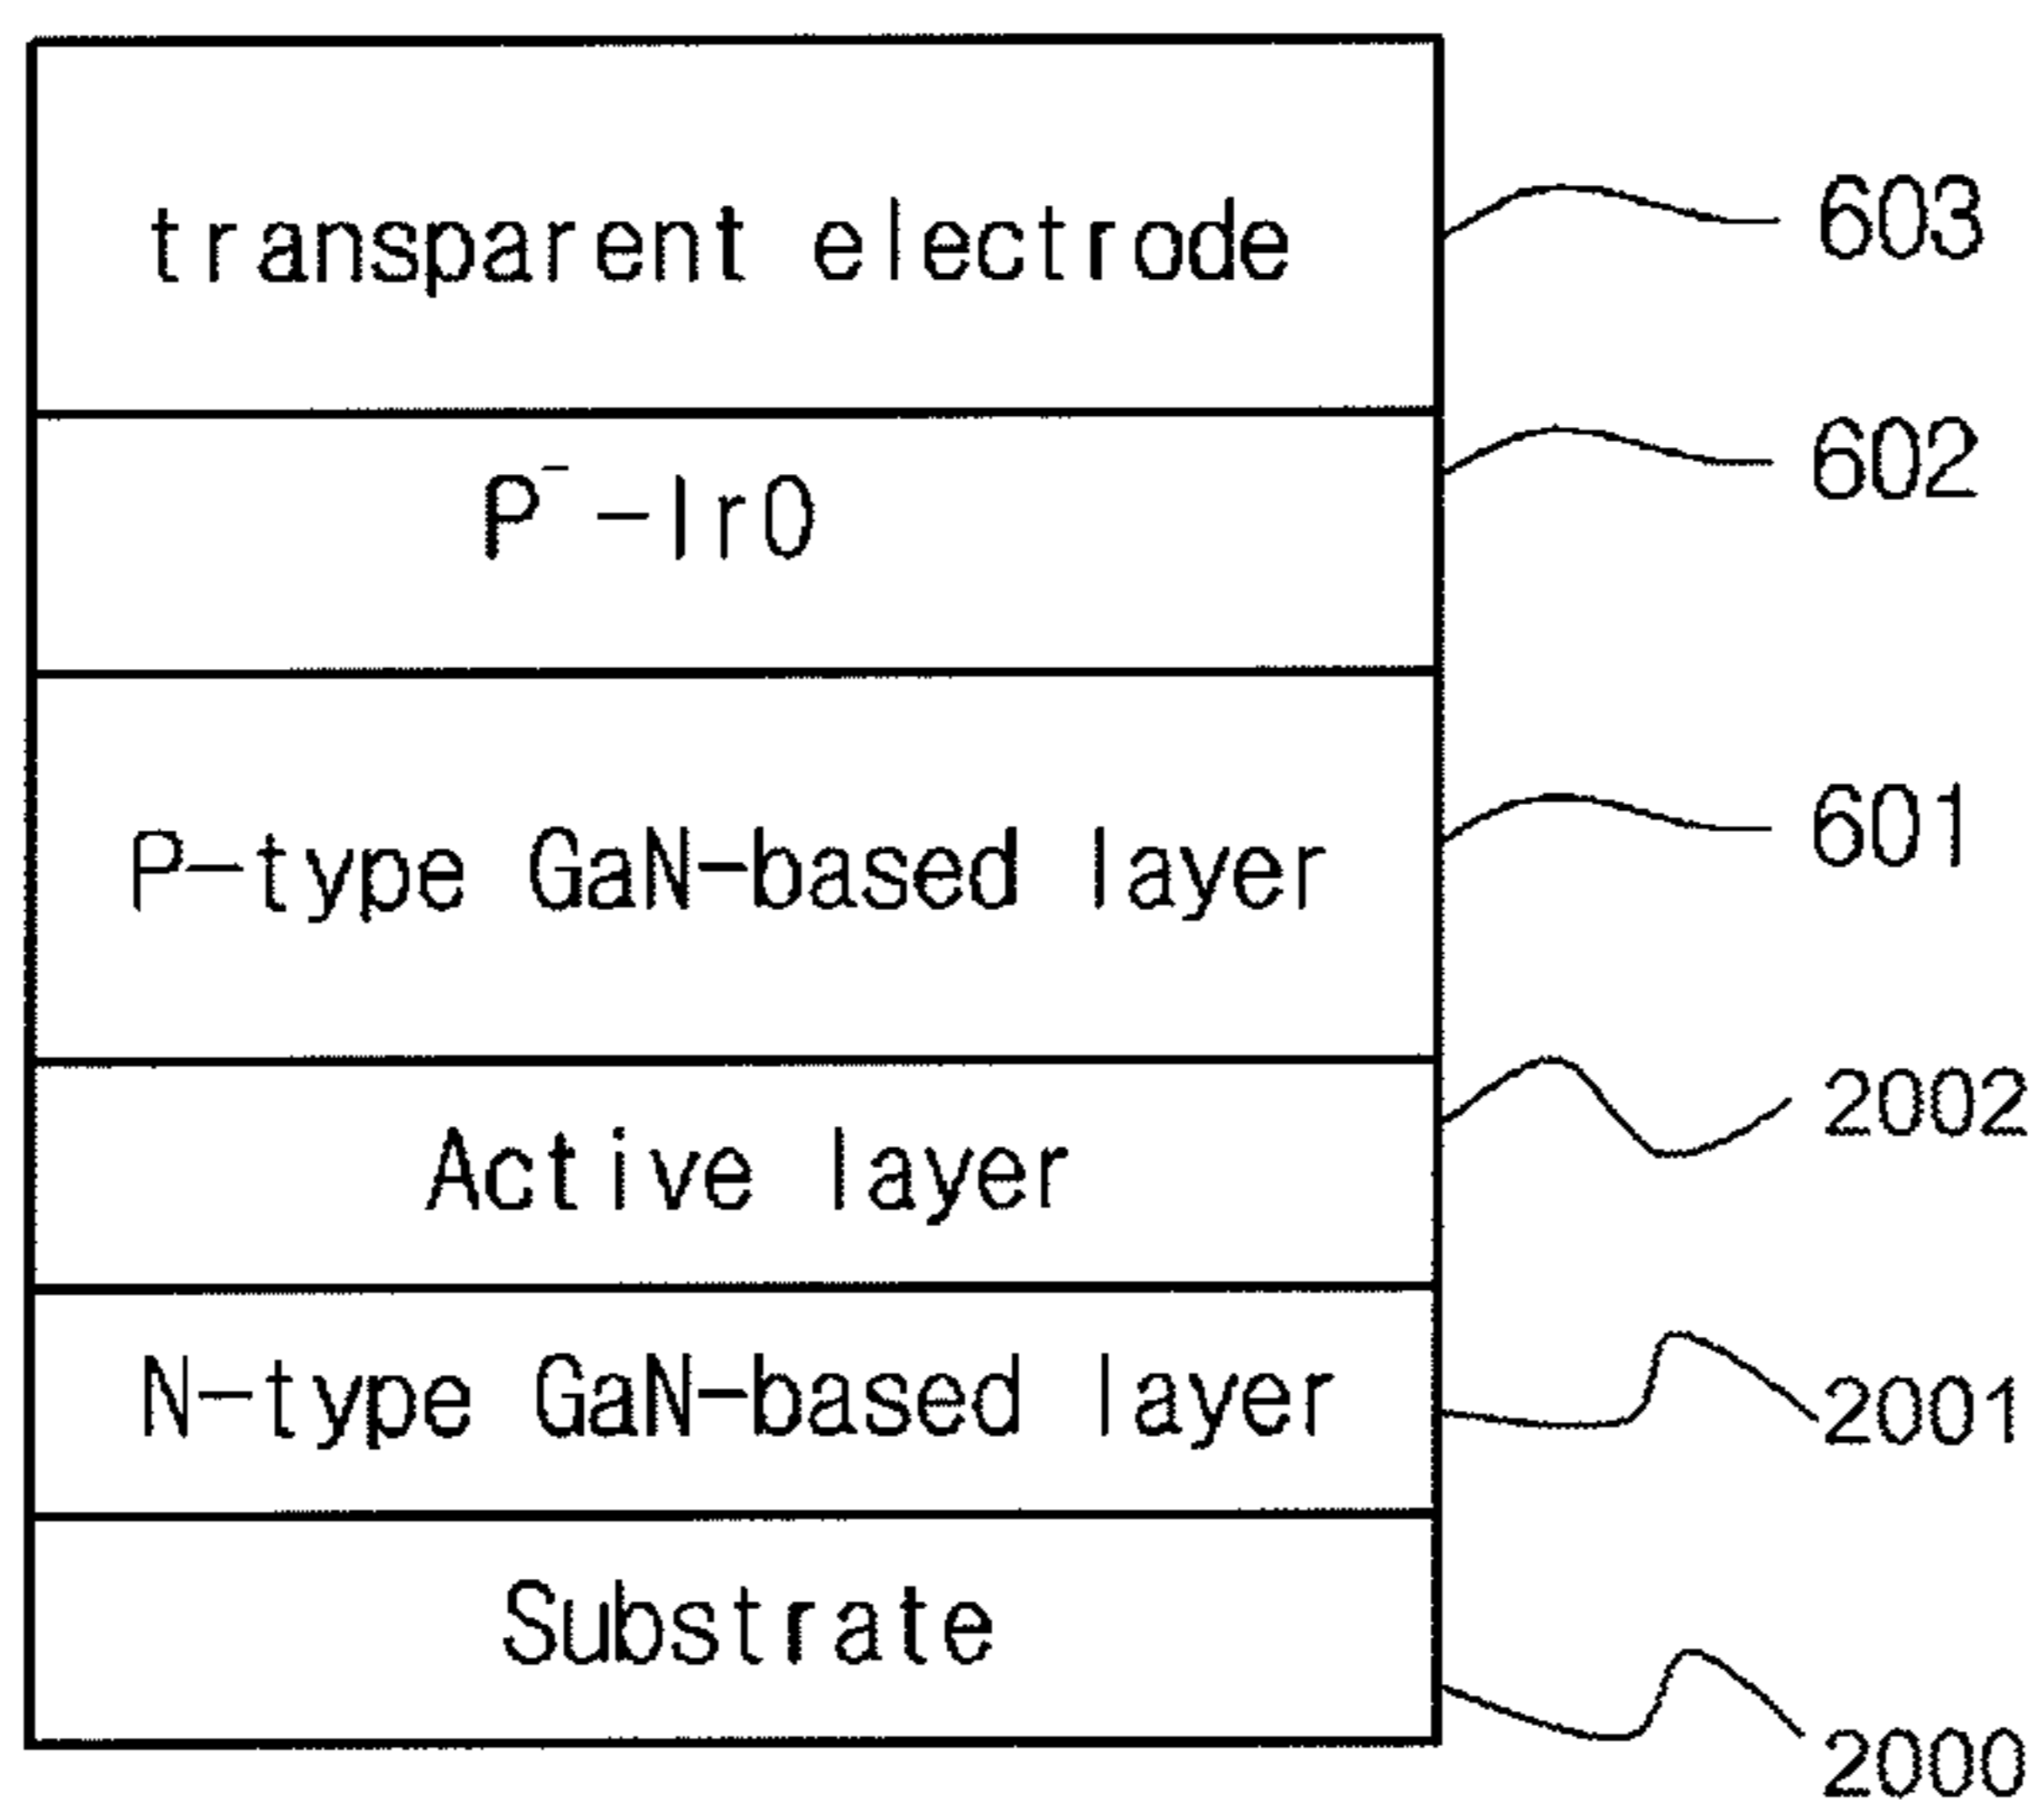 transparent electrode 603
P⁻-IrO 602
P-type GaN-based layer 601
Active layer 2002
N-type GaN-based layer 2001
Substrate 2000